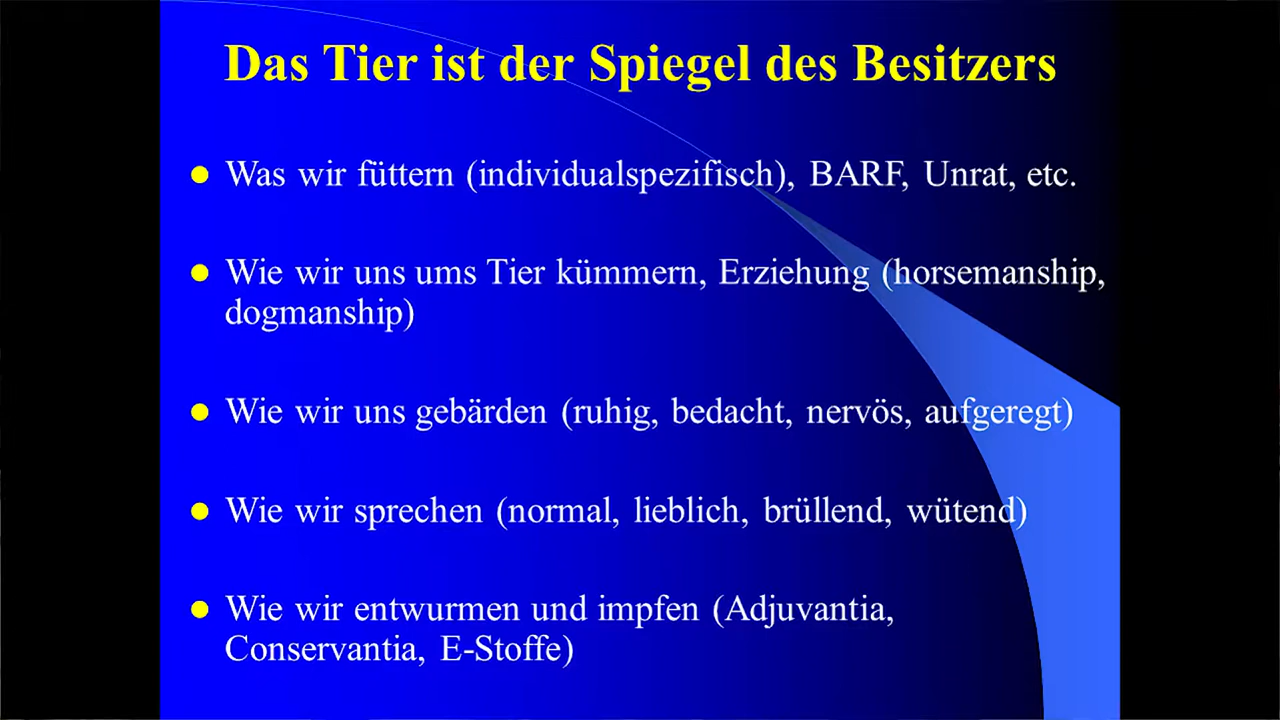 Das Tier ist der Spiegel des Besitzers
Was wir füttern (individualspezifisch), BARF, Unrat, etc.
Wie wir uns ums Tier kümmern, Erziehung (horsemanship,
dogmanship)
Wie wir uns gebärden (ruhig, bedacht, nervös, aufgeregt)
Wie wir sprechen (normal, lieblich, brüllend, wütend)
Wie wir entwurmen und impfen (Adjuvantia,
Conservantia, E-Stoffe)